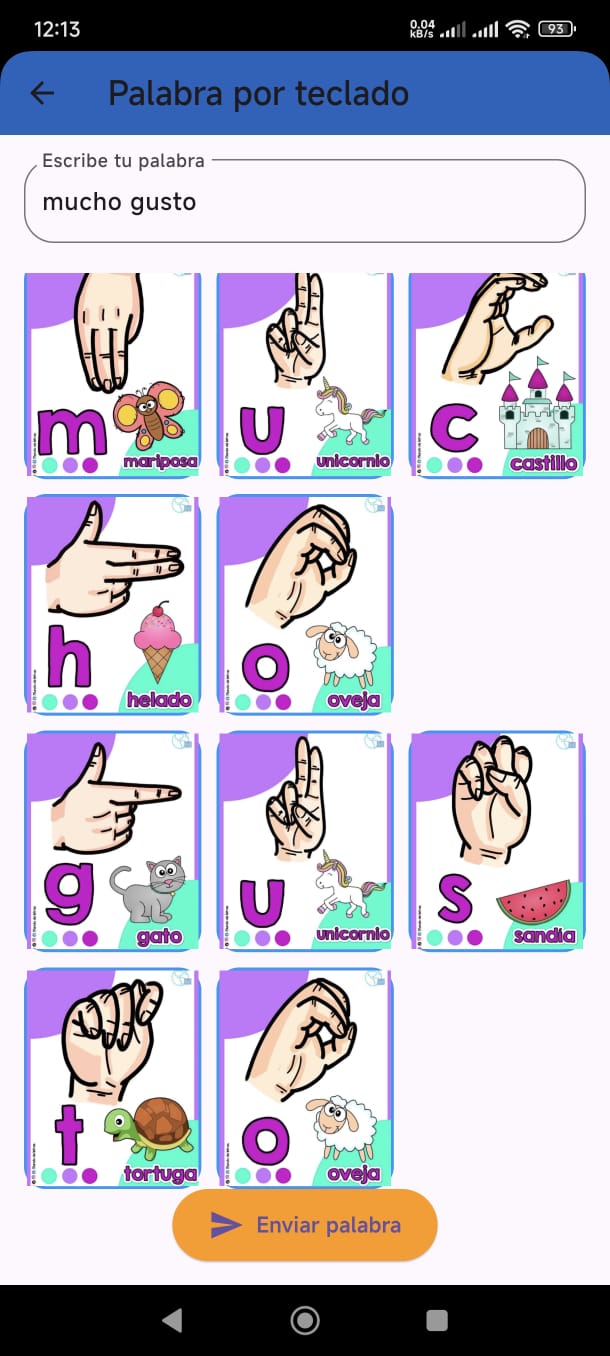 12:13 0,04 kB/s 93
Palabra por teclado
Escribe tu palabra
mucho gusto
m u c
mariposa unicornio castillo
h o
helado oveja
g u s
gato unicornio sandía
t o
tortuga oveja
Enviar palabra